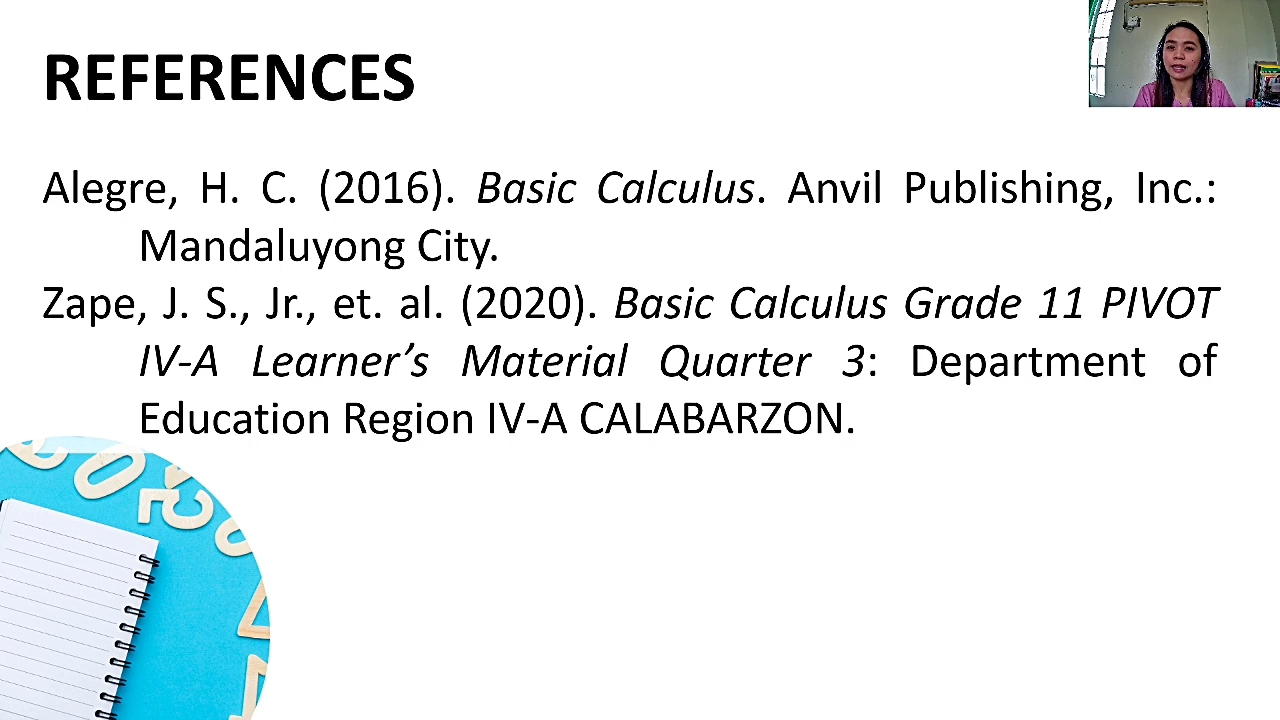 REFERENCES
Alegre, H. C. (2016). Basic Calculus. Anvil Publishing, Inc.:
Mandaluyong City.
Zape, J. S., Jr., et. al. (2020). Basic Calculus Grade 11 PIVOT
IV-A Learner’s Material Quarter 3: Department of
Education Region IV-A CALABARZON.